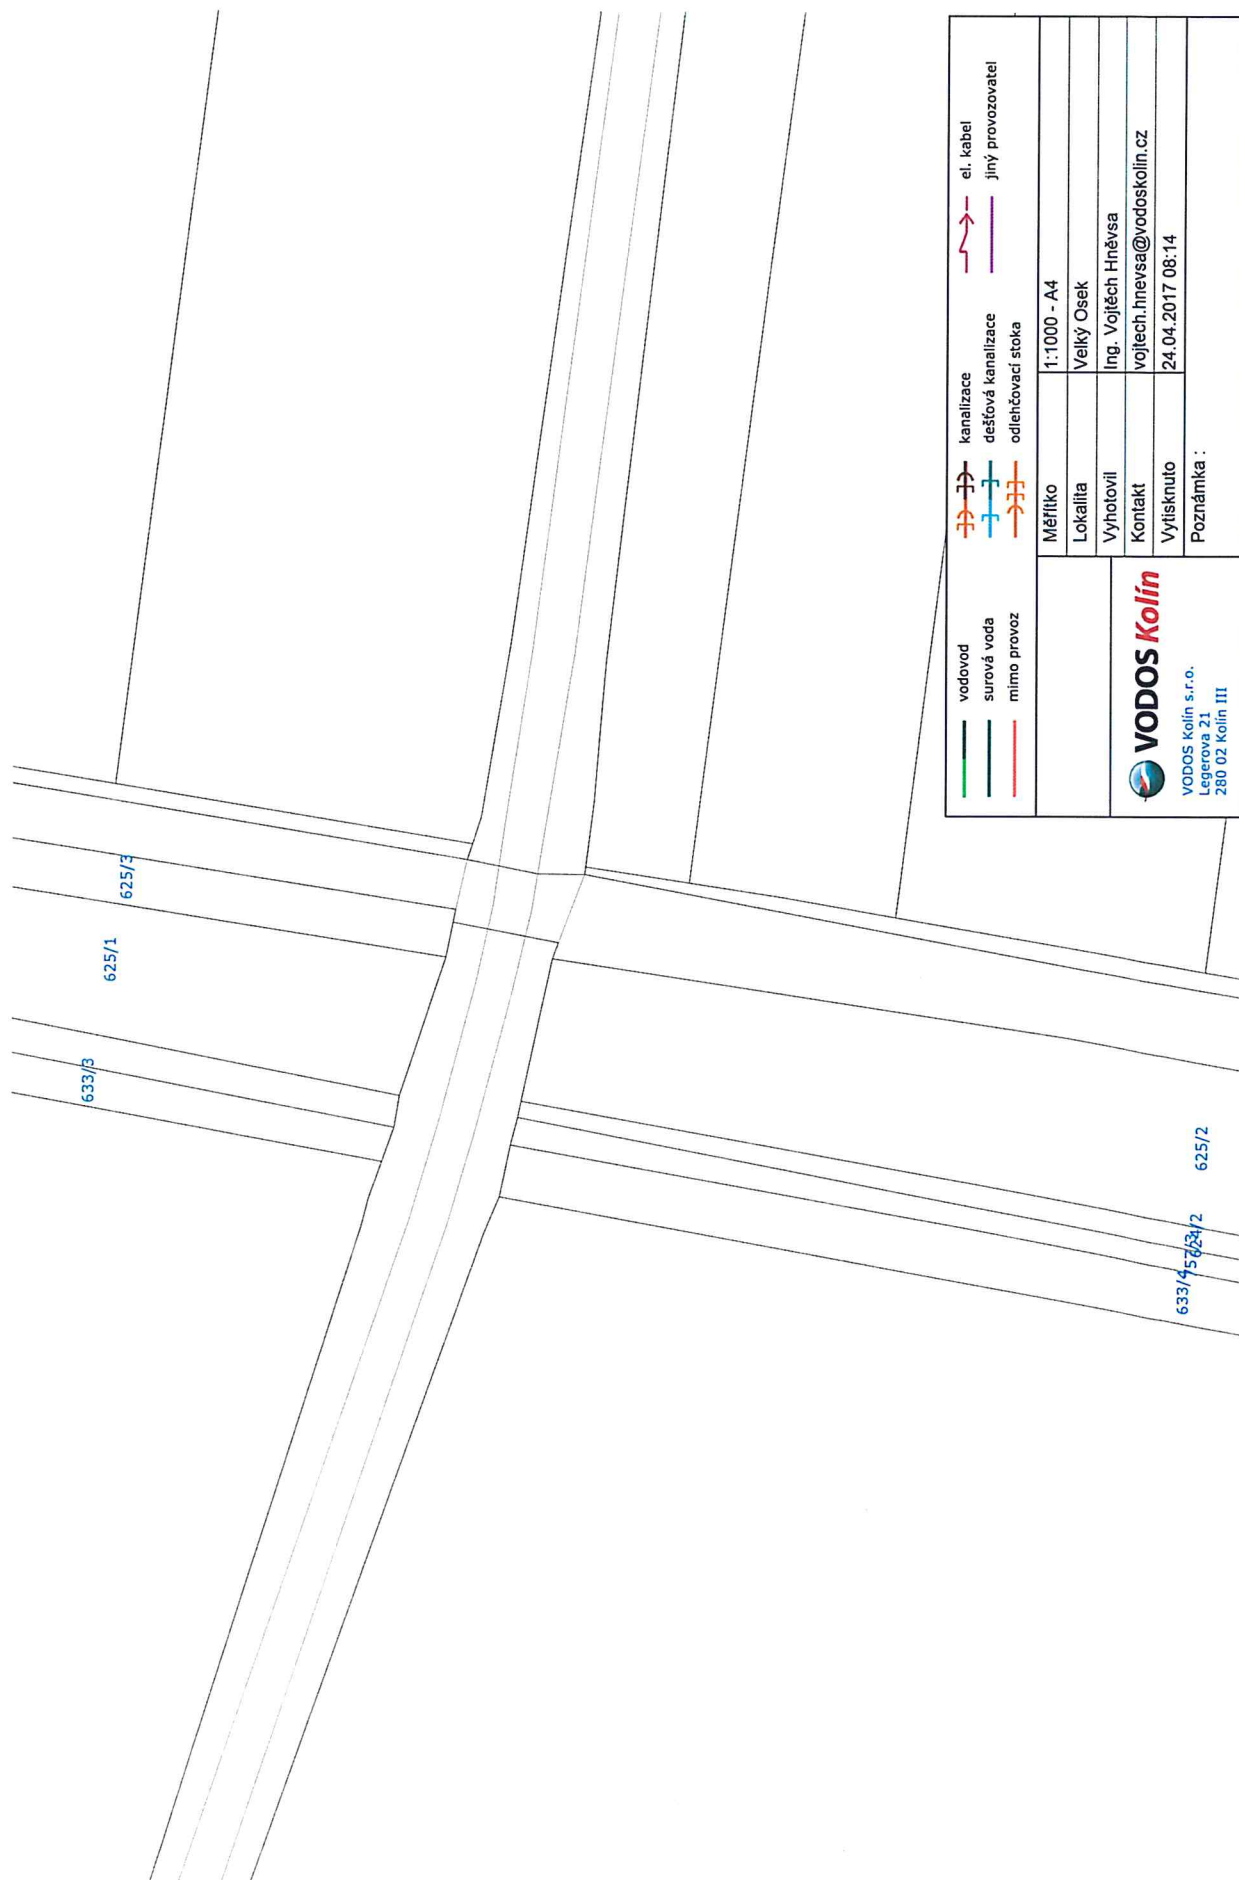 625/3
625/1
633/3
625/2
633/4
vodovod
surová voda
mimo provoz
kanalizace
dešťová kanalizace
odlehčovací stoka
el. kabel
jiný provozovatel
Měřítko 1:1000 - A4
Lokalita Velký Osek
Vyhotovil Ing. Vojtěch Hněvsa
Kontakt vojtech.hnevsa@vodoskolin.cz
Vytisknuto 24.04.2017 08:14
Poznámka :
VODOS Kolín
VODOS Kolín s.r.o.
Legerova 21
280 02 Kolín III